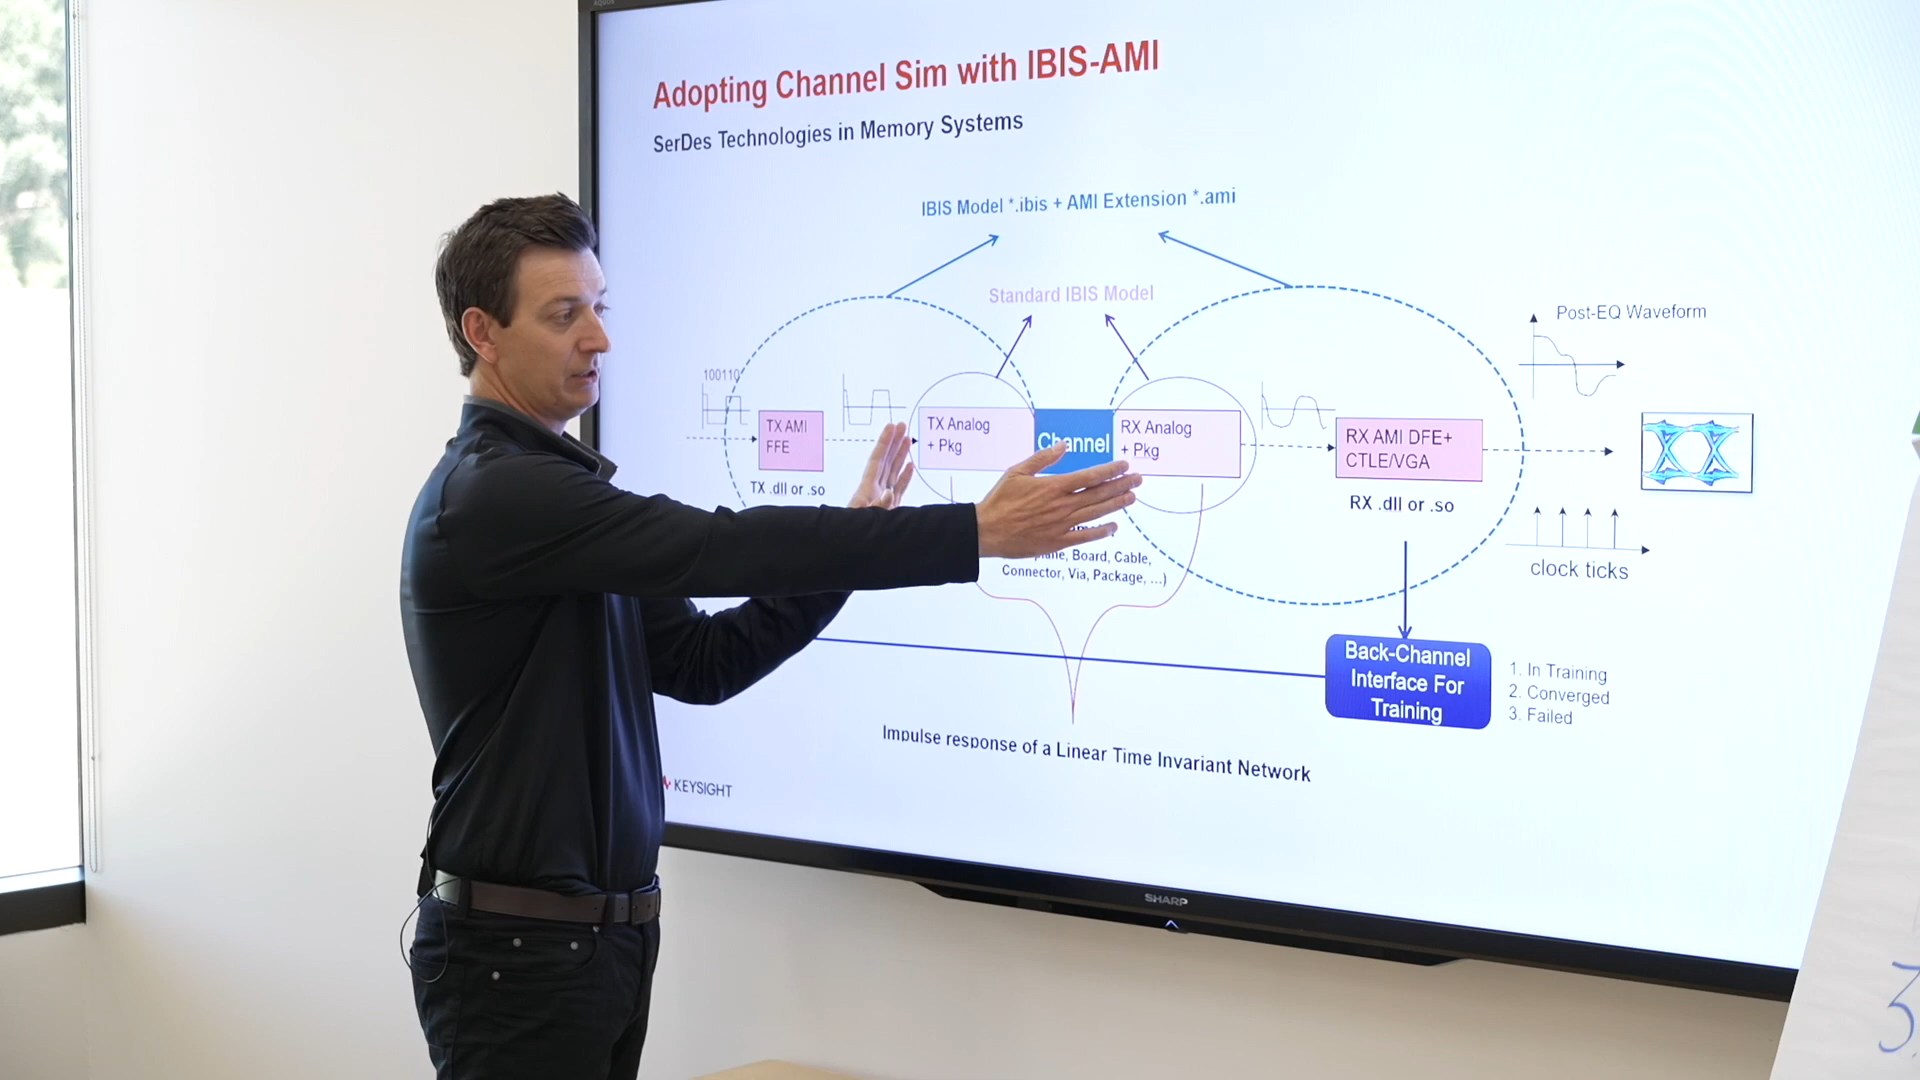 Adopting Channel Sim with IBIS-AMI
SerDes Technologies in Memory Systems
IBIS Model *.ibis + AMI Extension *.ami
Standard IBIS Model
Post-EQ Waveform
100110
TX AMI
FFE
TX Analog
+ Pkg
Channel
RX Analog
+ Pkg
RX AMI DFE+
CTLE/VGA
TX .dll or .so
RX .dll or .so
Board, Cable,
Connector, Via, Package, ...)
clock ticks
Back-Channel
Interface For
Training
1. In Training
2. Converged
3. Failed
Impulse response of a Linear Time Invariant Network
KEYSIGHT
SHARP
3